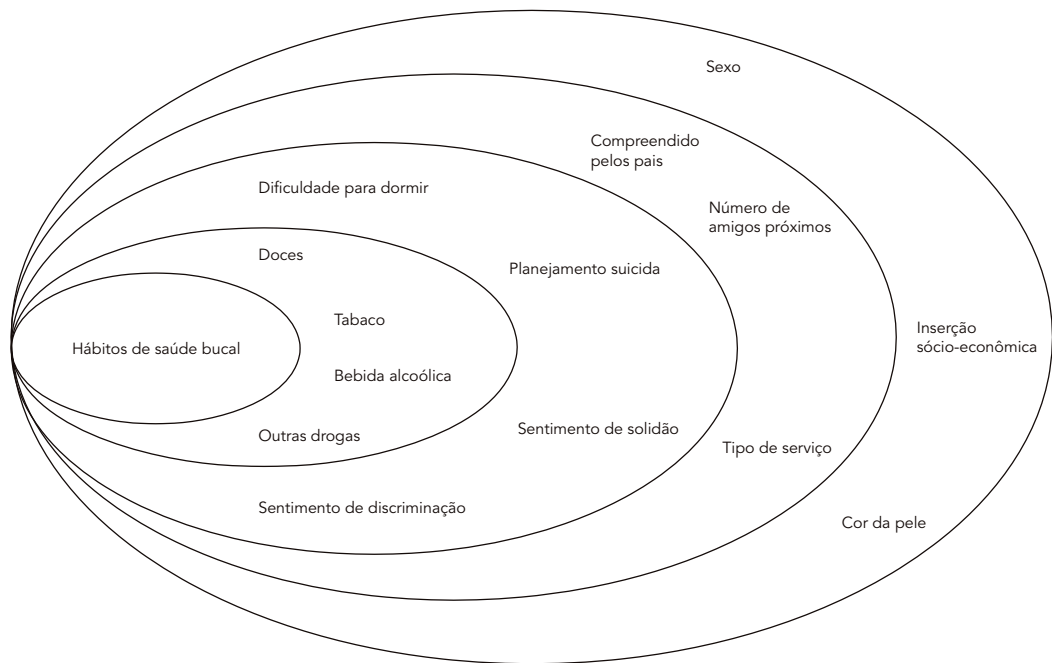 Sexo
Compreendido
pelos pais
Dificuldade para dormir
Número de
amigos próximos
Doces
Planejamento suicida
Tabaco
Inserção
sócio-econômica
Hábitos de saúde bucal
Bebida alcoólica
Outras drogas
Sentimento de solidão
Tipo de serviço
Sentimento de discriminação
Cor da pele